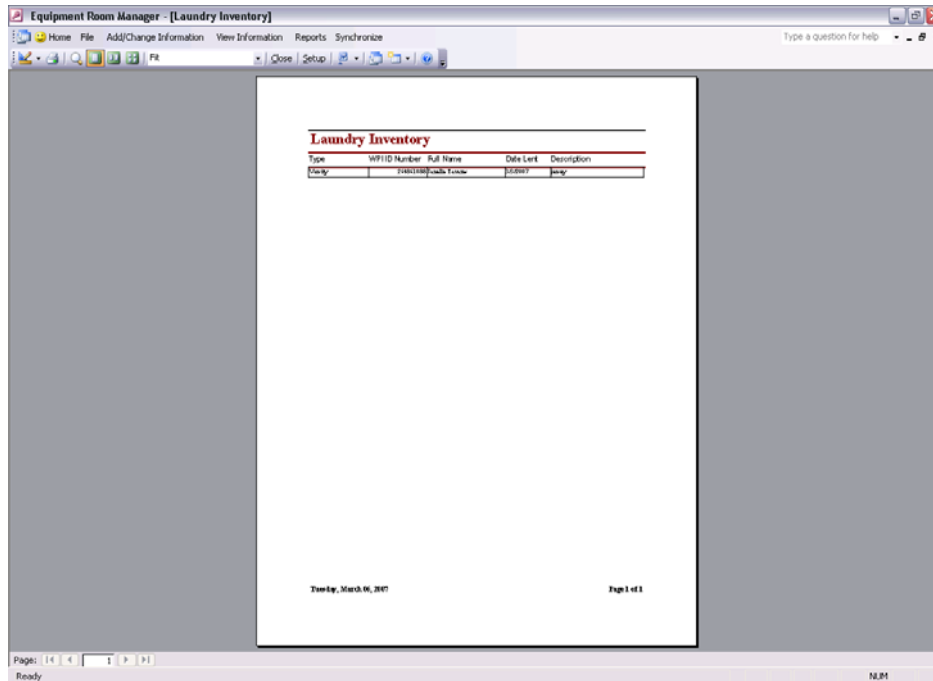 Equipment Room Manager - [Laundry Inventory]
Home File Add/Change Information View Information Reports Synchronize Type a question for help
Fit Close Setup
Laundry Inventory
Type WPI ID Number Full Name Date Lent Description
Varsity
Tuesday, March 06, 2007 Page 1 of 1
Page: 1
Ready NUM